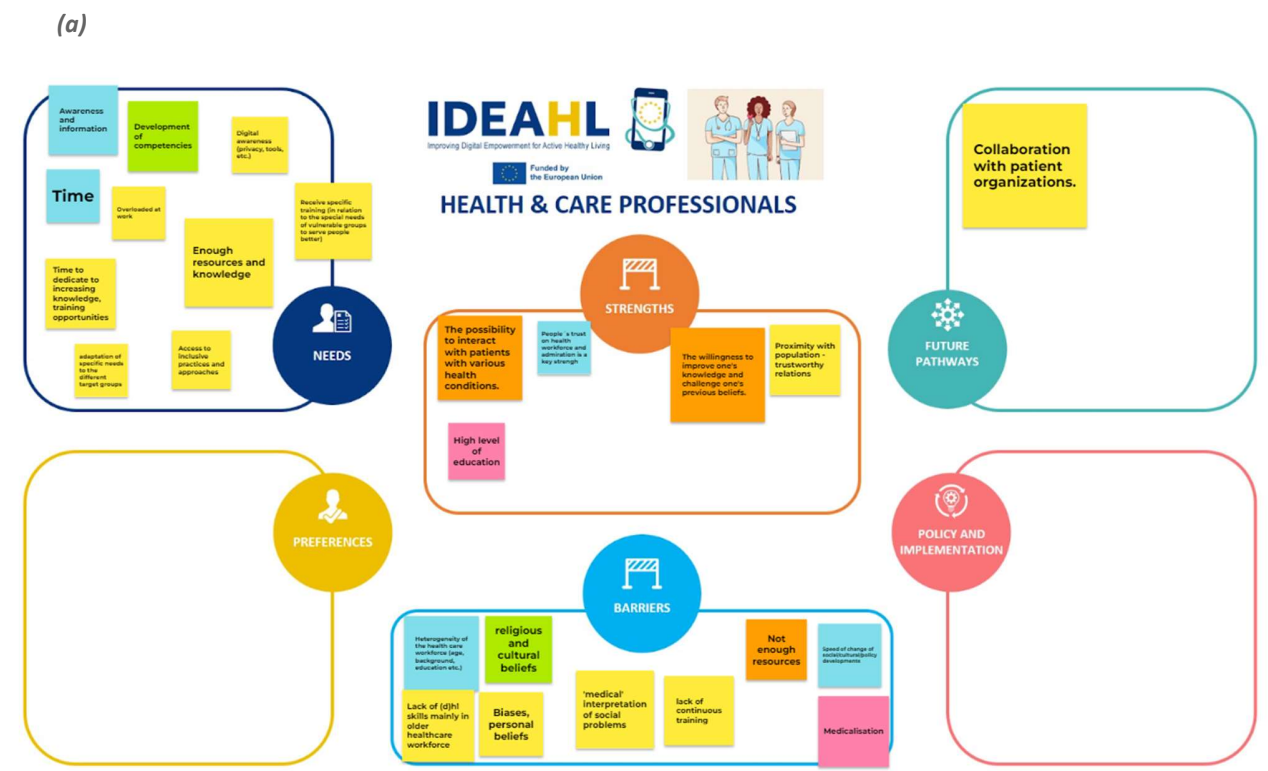 (a)
Awareness
and
information
Development
of
competencies
Digital
awareness
(privacy, tools,
etc.)
Time
Overloaded at
work
Receive specific
training (in relation
to the special needs
of vulnerable groups
to serve people
better)
Enough
resources and
knowledge
Time to
dedicate to
increasing
knowledge,
training
opportunities
adaptation of
specific needs
to the
different
target groups
Access to
inclusive
practices and
approaches
NEEDS
IDEAHL
Improving Digital Empowerment for Active Healthy Living
Funded by
the European Union
HEALTH & CARE PROFESSIONALS
STRENGTHS
The possibility
to interact
with patients
with various
health
conditions.
People´s trust
on health
workforce and
admiration is a
key strengh
The willingness to
improve one's
knowledge and
challenge one's
previous beliefs.
Proximity with
population -
trustworthy
relations
High level
of
education
Collaboration
with patient
organizations.
FUTURE
PATHWAYS
PREFERENCES
POLICY AND
IMPLEMENTATION
BARRIERS
Heterogeneity of
the health care
workforce (age,
background,
education etc.)
religious
and
cultural
beliefs
Lack of (d)hl
skills mainly in
older
healthcare
workforce
Biases,
personal
beliefs
'medical'
interpretation
of social
problems
lack of
continuous
training
Not
enough
resources
Speed of change of
social/cultural/policy
developments
Medicalisation